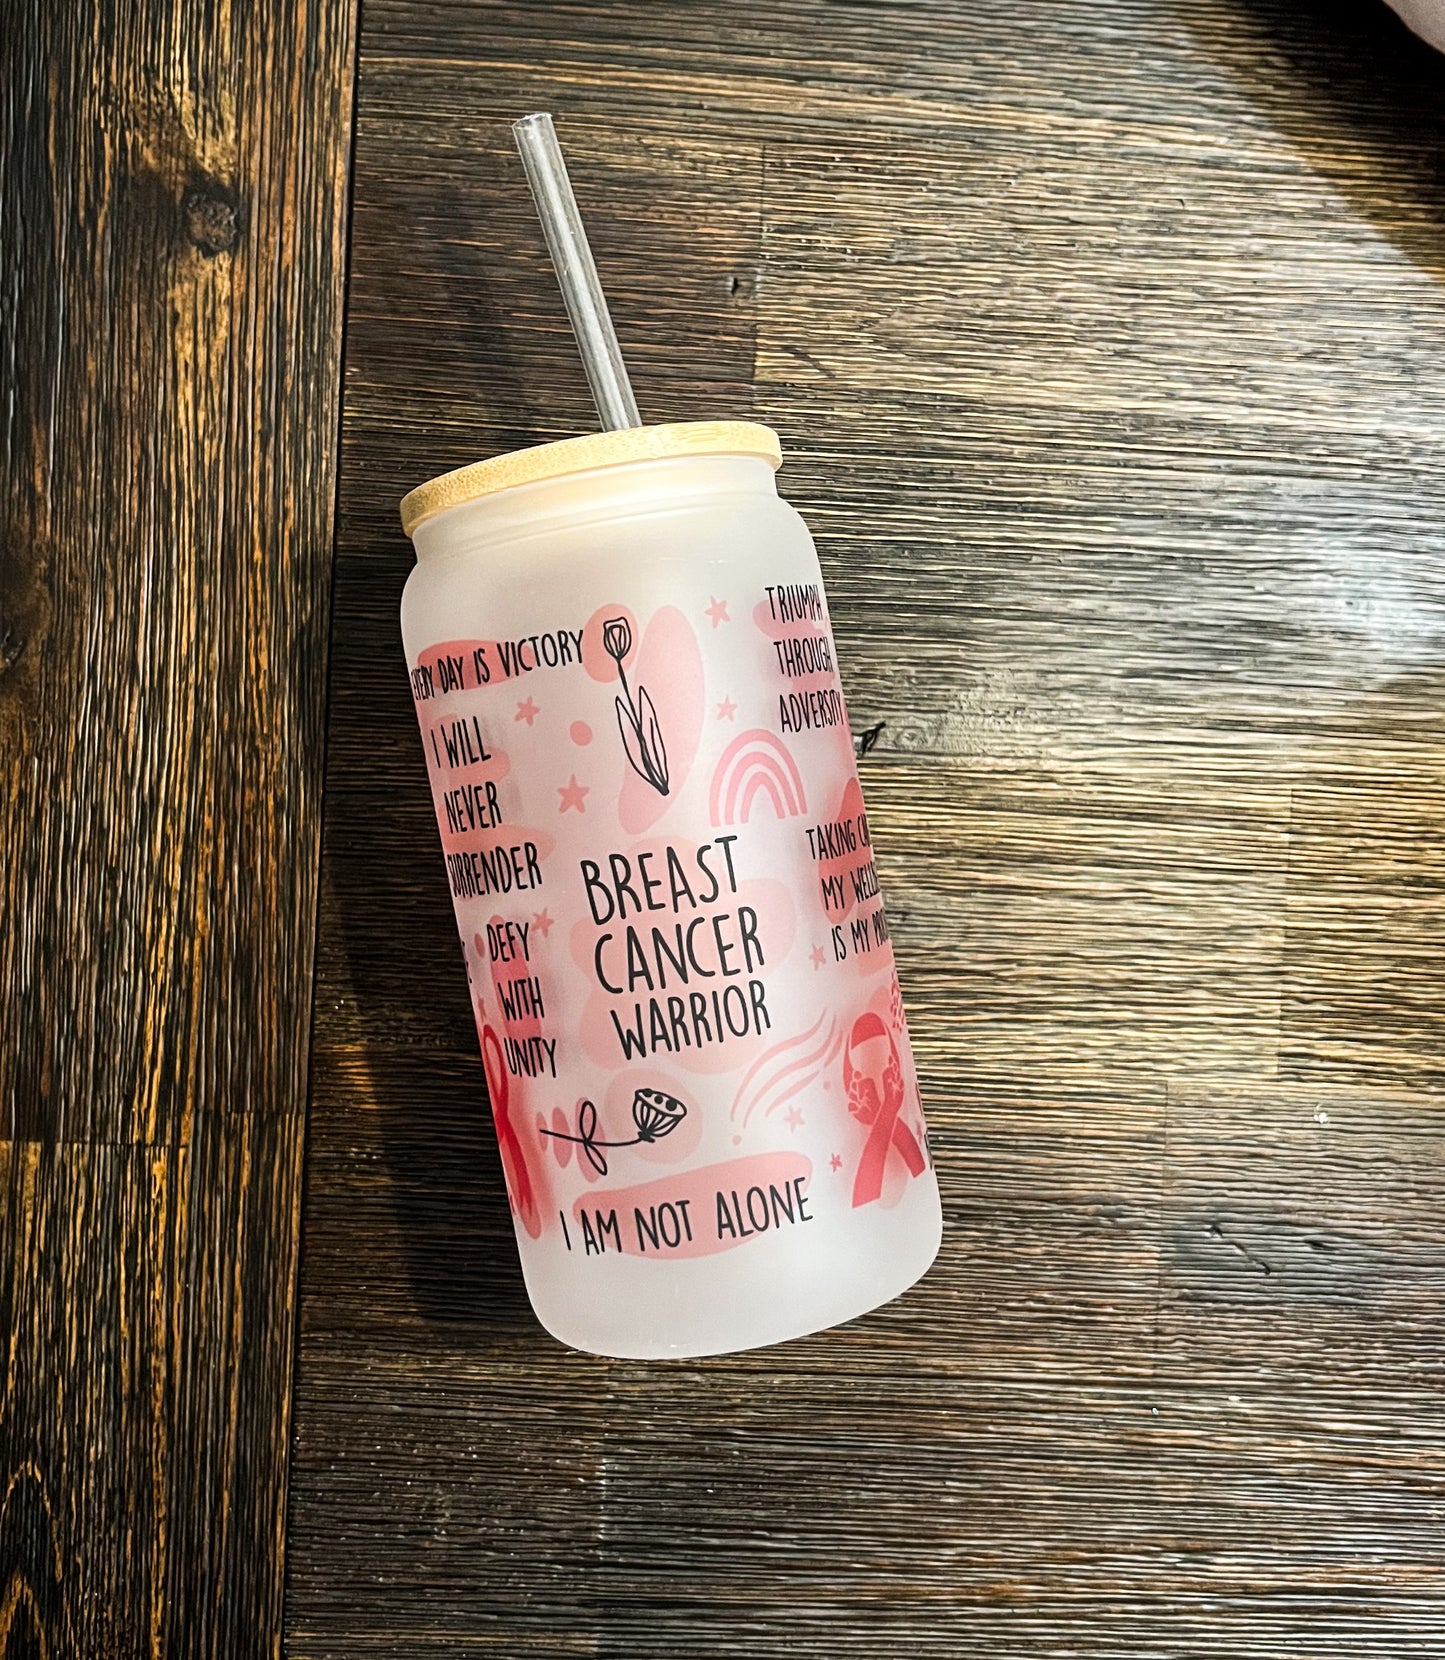 EVERY DAY IS VICTORY
I WILL
NEVER
SURRENDER
DEFY
WITH
UNITY
BREAST
CANCER
WARRIOR
I AM NOT ALONE
TRIUMPH
THROUGH
ADVERSITY
TAKING
MY
IS MY